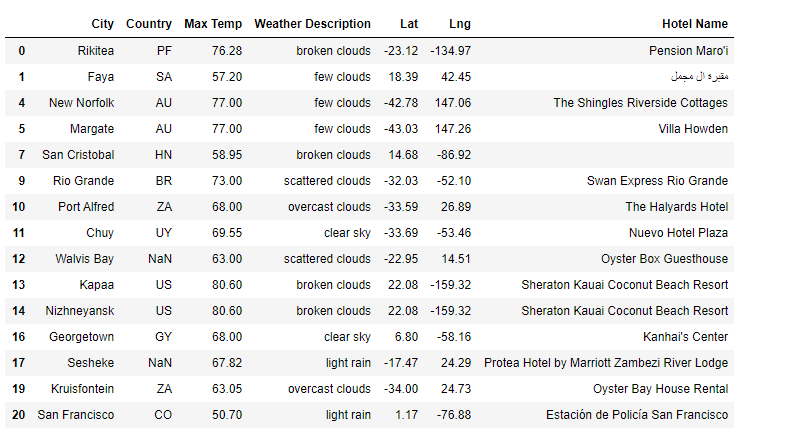 City Country Max Temp Weather Description Lat Lng Hotel Name
0 Rikitea PF 76.28 broken clouds -23.12 -134.97 Pension Maro'i
1 Faya SA 57.20 few clouds 18.39 42.45 مقبرة ال مجمل
4 New Norfolk AU 77.00 few clouds -42.78 147.06 The Shingles Riverside Cottages
5 Margate AU 77.00 few clouds -43.03 147.26 Villa Howden
7 San Cristobal HN 58.95 broken clouds 14.68 -86.92
9 Rio Grande BR 73.00 scattered clouds -32.03 -52.10 Swan Express Rio Grande
10 Port Alfred ZA 68.00 overcast clouds -33.59 26.89 The Halyards Hotel
11 Chuy UY 69.55 clear sky -33.69 -53.46 Nuevo Hotel Plaza
12 Walvis Bay NaN 63.00 scattered clouds -22.95 14.51 Oyster Box Guesthouse
13 Kapaa US 80.60 broken clouds 22.08 -159.32 Sheraton Kauai Coconut Beach Resort
14 Nizhneyansk US 80.60 broken clouds 22.08 -159.32 Sheraton Kauai Coconut Beach Resort
16 Georgetown GY 68.00 clear sky 6.80 -58.16 Kanhai's Center
17 Sesheke NaN 67.82 light rain -17.47 24.29 Protea Hotel by Marriott Zambezi River Lodge
19 Kruisfontein ZA 63.05 overcast clouds -34.00 24.73 Oyster Bay House Rental
20 San Francisco CO 50.70 light rain 1.17 -76.88 Estación de Policía San Francisco